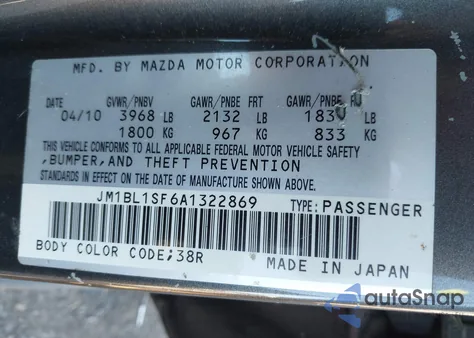 MFD. BY MAZDA MOTOR CORPORATION
DATE GVWR/PNBV GAWR/PNBE FRT GAWR/PNBE
04/10 3968 LB 2132 LB LB
1800 KG 967 KG 833 KG
THIS VEHICLE CONFORMS TO ALL APPLICABLE FEDERAL MOTOR VEHICLE SAFETY
,BUMPER,AND THEFT PREVENTION
STANDARDS IN EFFECT ON THE DATE OF MANUFACTURE SHOWN ABOVE.
JM1BL1SF6A1322869 TYPE:PASSENGER
BODY COLOR CODE;38R MADE IN JAPAN
autoSnap